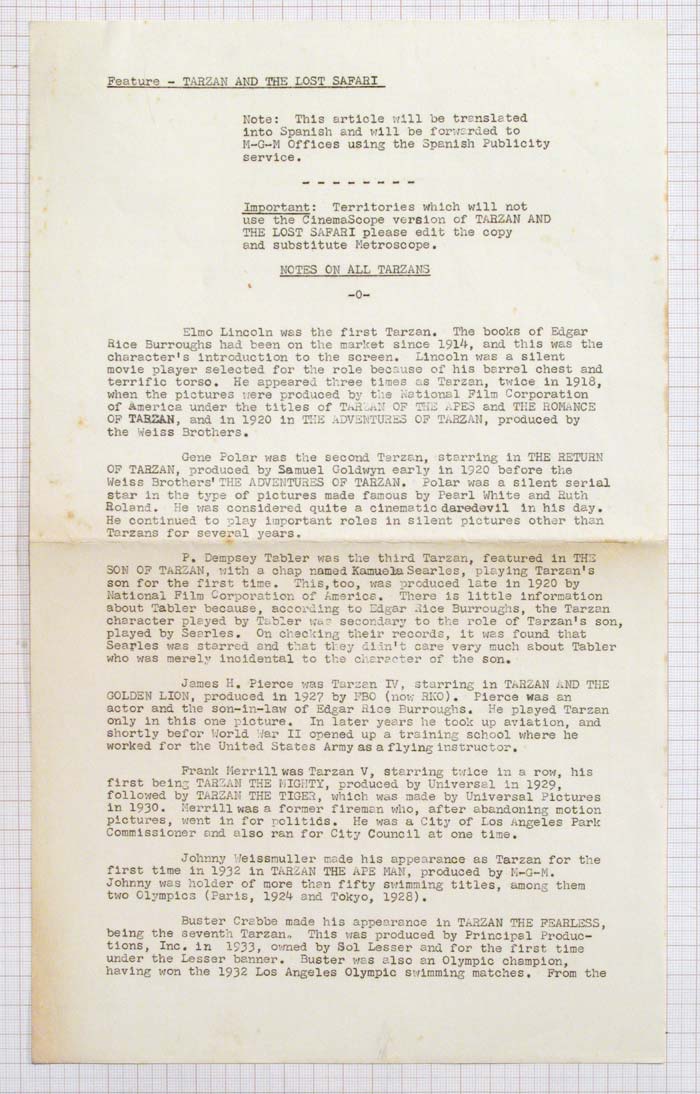 Feature - TARZAN AND THE LOST SAFARI
Note: This article will be translated
into Spanish and will be forwarded to
M-G-M Offices using the Spanish Publicity
service.
- - - - - - - -
Important: Territories which will not
use the CinemaScope version of TARZAN AND
THE LOST SAFARI please edit the copy
and substitute Metroscope.
NOTES ON ALL TARZANS
-0-
Elmo Lincoln was the first Tarzan. The books of Edgar
Rice Burroughs had been on the market since 1914, and this was the
character's introduction to the screen. Lincoln was a silent
movie player selected for the role because of his barrel chest and
terrific torso. He appeared three times as Tarzan, twice in 1918,
when the pictures were produced by the National Film Corporation
of America under the titles of TARZAN OF THE APES and THE ROMANCE
OF TARZAN, and in 1920 in THE ADVENTURES OF TARZAN, produced by
the Weiss Brothers.
Gene Polar was the second Tarzan, starring in THE RETURN
OF TARZAN, produced by Samuel Goldwyn early in 1920 before the
Weiss Brothers' THE ADVENTURES OF TARZAN. Polar was a silent serial
star in the type of pictures made famous by Pearl White and Ruth
Roland. He was considered quite a cinematic daredevil in his day.
He continued to play important roles in silent pictures other than
Tarzans for several years.
P. Dempsey Tabler was the third Tarzan, featured in THE
SON OF TARZAN, with a chap named Kamuela Searles, playing Tarzan's
son for the first time. This, too, was produced late in 1920 by
National Film Corporation of America. There is little information
about Tabler because, according to Edgar Rice Burroughs, the Tarzan
character played by Tabler was secondary to the role of Tarzan's son,
played by Searles. On checking their records, it was found that
Searles was starred and that they didn't care very much about Tabler
who was merely incidental to the character of the son.
James H. Pierce was Tarzan IV, starring in TARZAN AND THE
GOLDEN LION, produced in 1927 by FBO (now RKO). Pierce was an
actor and the son-in-law of Edgar Rice Burroughs. He played Tarzan
only in this one picture. In later years he took up aviation, and
shortly befor World War II opened up a training school where he
worked for the United States Army as a flying instructor.
Frank Merrill was Tarzan V, starring twice in a row, his
first being TARZAN THE MIGHTY, produced by Universal in 1929,
followed by TARZAN THE TIGER, which was made by Universal Pictures
in 1930. Merrill was a former fireman who, after abandoning motion
pictures, went in for politids. He was a City of Los Angeles Park
Commissioner and also ran for City Council at one time.
Johnny Weissmuller made his appearance as Tarzan for the
first time in 1932 in TARZAN THE APE MAN, produced by M-G-M.
Johnny was holder of more than fifty swimming titles, among them
two Olympics (Paris, 1924 and Tokyo, 1928).
Buster Crabbe made his appearance in TARZAN THE FEARLESS,
being the seventh Tarzan. This was produced by Principal Produc-
tions, Inc. in 1933, owned by Sol Lesser and for the first time
under the Lesser banner. Buster was also an Olympic champion,
having won the 1932 Los Angeles Olympic swimming matches. From the